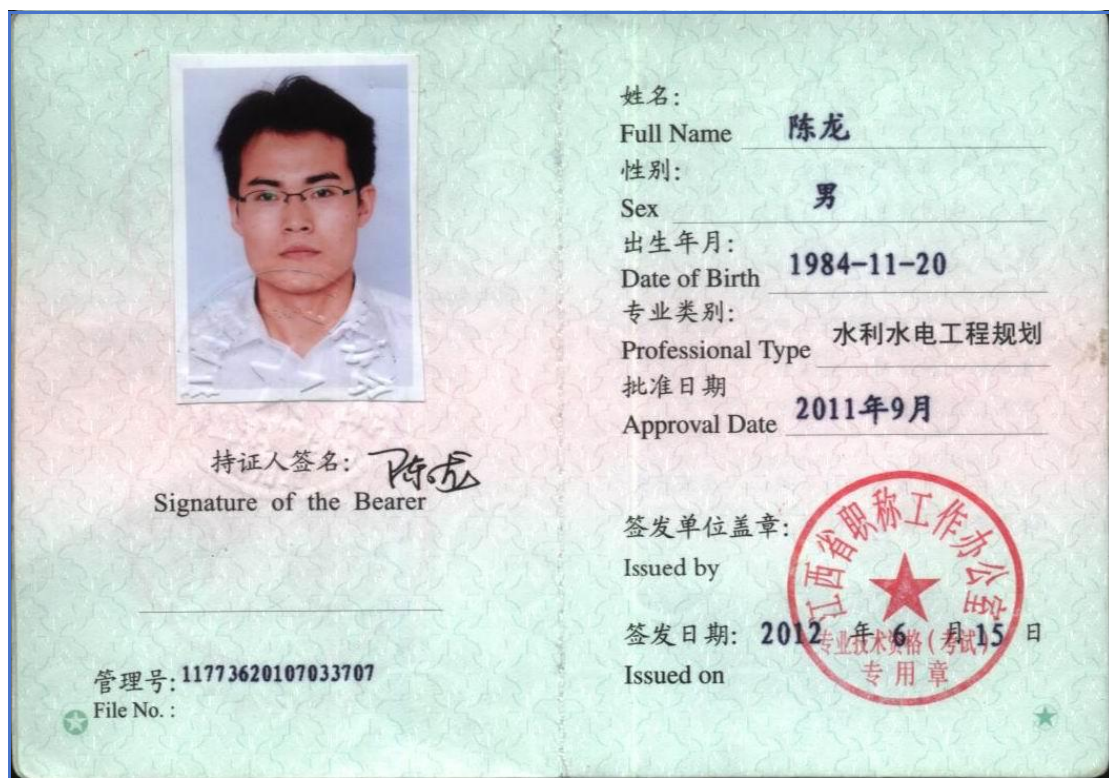 持证人签名: 陈龙
Signature of the Bearer
管理号: 11773620107033707
File No. :
姓名:
Full Name 陈龙
性别:
Sex 男
出生年月:
Date of Birth 1984-11-20
专业类别:
Professional Type 水利水电工程规划
批准日期
Approval Date 2011年9月
签发单位盖章:
Issued by
江西省职称工作办公室
专业技术资格(考试)
专用章
签发日期: 2012 年 6 月 15 日
Issued on